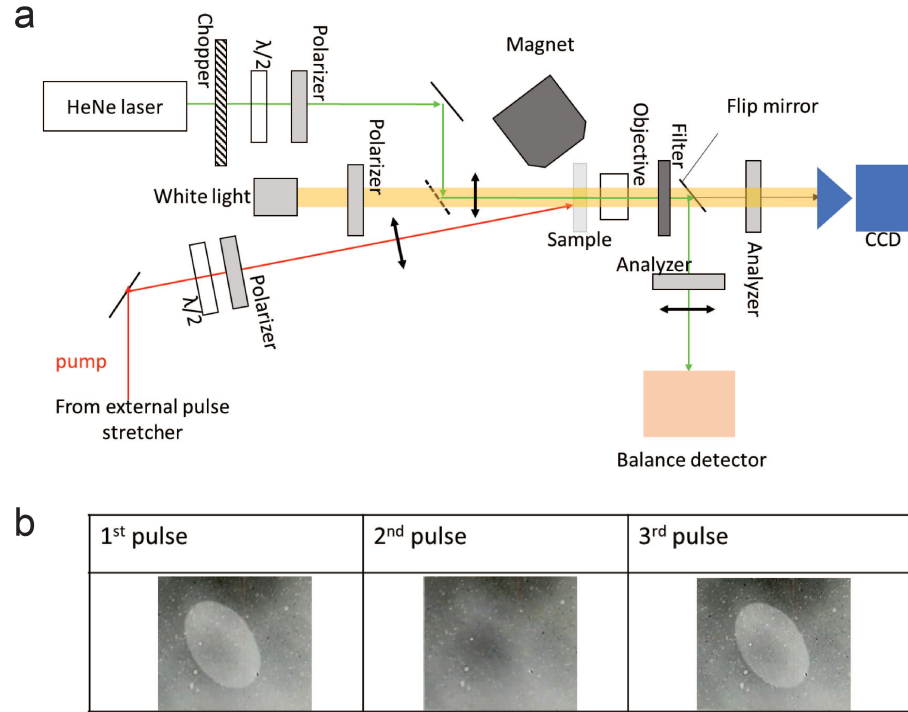 a
HeNe laser
Chopper
λ/2
Polarizer
Magnet
Polarizer
Objective
Filter
Flip mirror
White light
Sample
CCD
Analyzer
Analyzer
λ/2
Polarizer
pump
From external pulse
stretcher
Balance detector
b
1st pulse
2nd pulse
3rd pulse